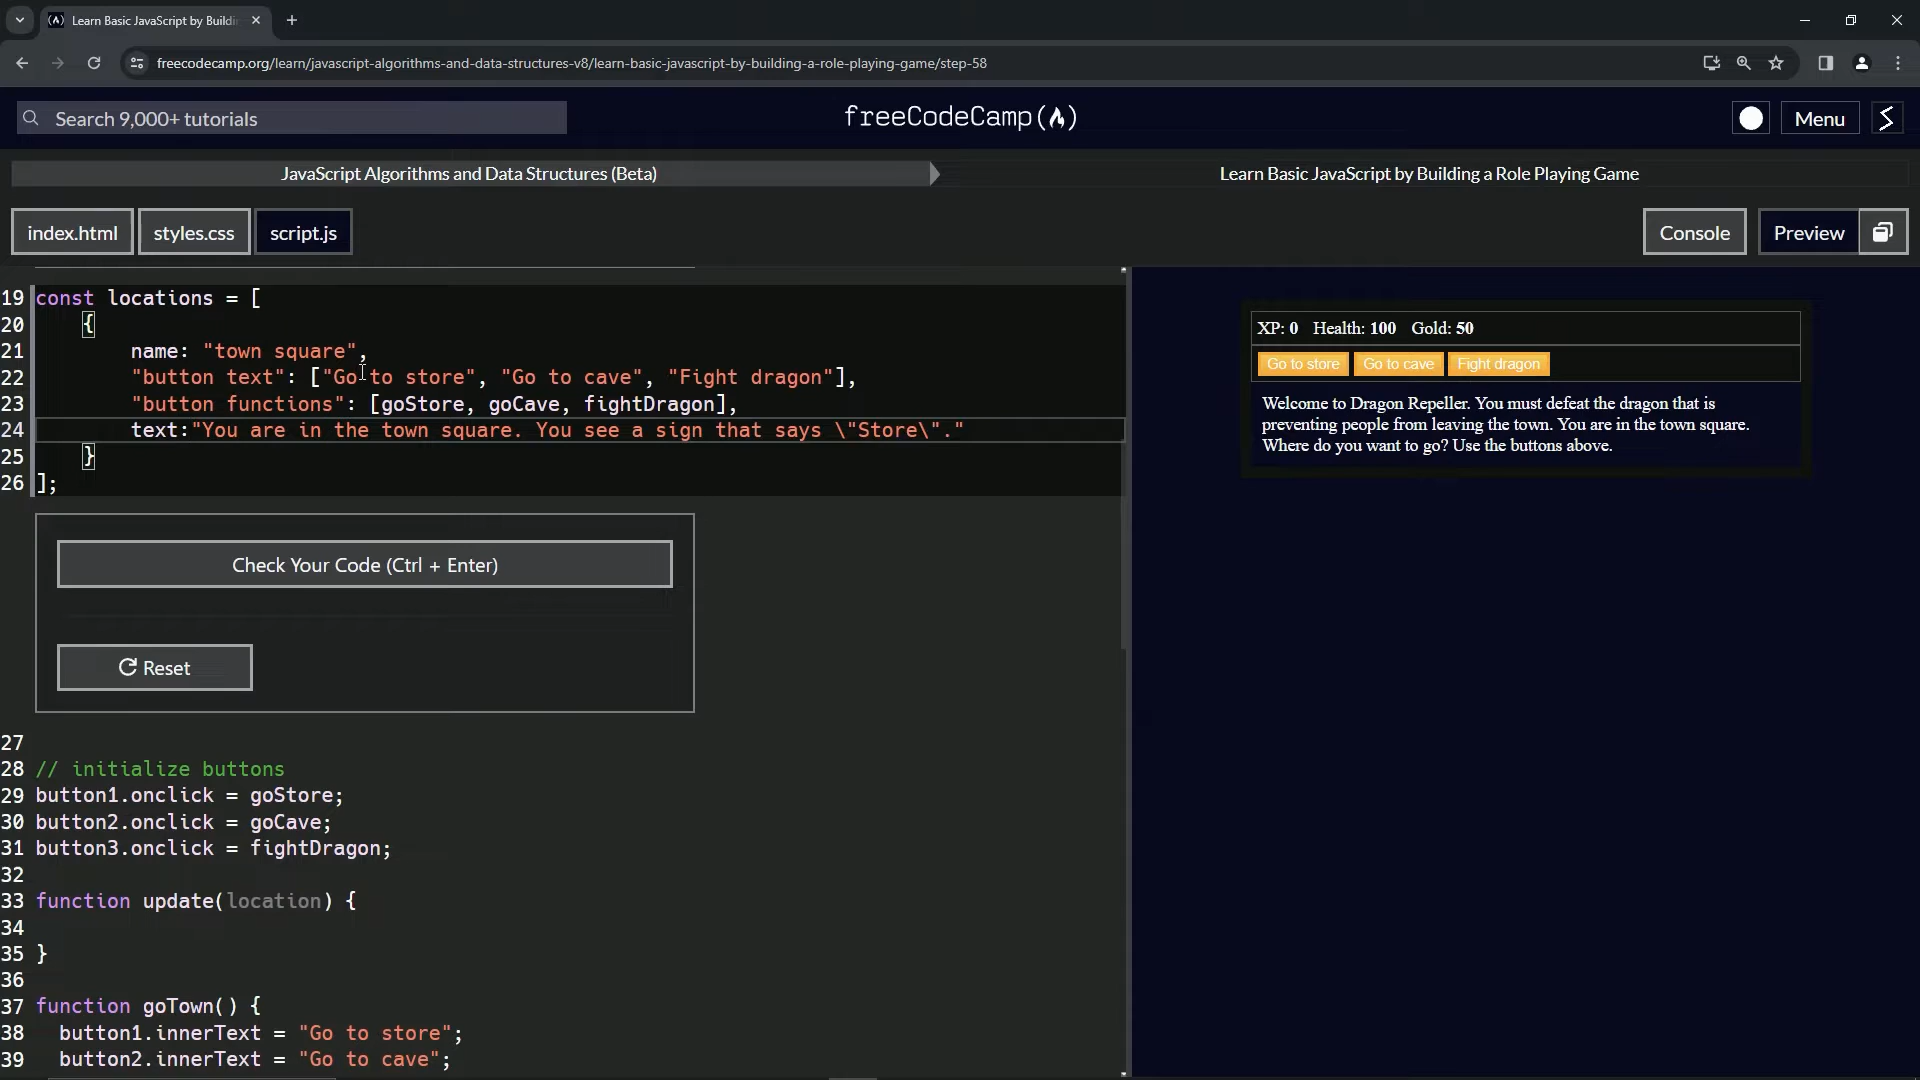 Learn Basic JavaScript by Buildi
freecodecamp.org/learn/javascript-algorithms-and-data-structures-v8/learn-basic-javascript-by-building-a-role-playing-game/step-58
Search 9,000+ tutorials
freeCodeCamp
Menu
JavaScript Algorithms and Data Structures (Beta)
Learn Basic JavaScript by Building a Role Playing Game
index.html
styles.css
script.js
Console
Preview
19 const locations = [
20 {
21 name: "town square",
22 "button text": ["Go to store", "Go to cave", "Fight dragon"],
23 "button functions": [goStore, goCave, fightDragon],
24 text:"You are in the town square. You see a sign that says \"Store\"."
25 }
26 ];
Check Your Code (Ctrl + Enter)
Reset
27
28 // initialize buttons
29 button1.onclick = goStore;
30 button2.onclick = goCave;
31 button3.onclick = fightDragon;
32
33 function update(location) {
34
35 }
36
37 function goTown() {
38 button1.innerText = "Go to store";
39 button2.innerText = "Go to cave";
XP: 0 Health: 100 Gold: 50
Go to store Go to cave Fight dragon
Welcome to Dragon Repeller. You must defeat the dragon that is
preventing people from leaving the town. You are in the town square.
Where do you want to go? Use the buttons above.